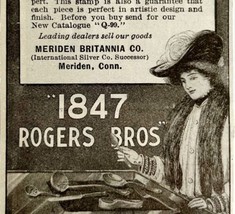 pert. This stamp is also a guarantee that
each piece is perfect in artistic design and
finish. Before you buy send for our
New Catalogue "Q-90."
Leading dealers sell our goods
MERIDEN BRITANNIA CO.
(International Silver Co. Successor)
Meriden, Conn.
"1847
ROGERS BROS"